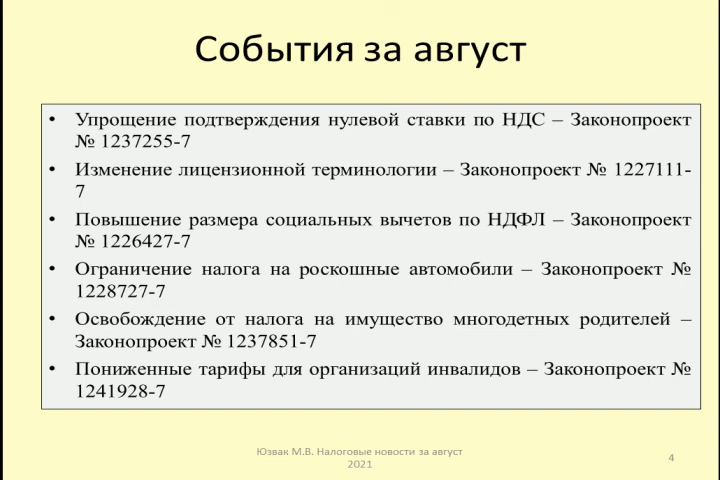 События за август
• Упрощение подтверждения нулевой ставки по НДС – Законопроект
№ 1237255-7
• Изменение лицензионной терминологии – Законопроект № 1227111-
7
• Повышение размера социальных вычетов по НДФЛ – Законопроект
№ 1226427-7
• Ограничение налога на роскошные автомобили – Законопроект №
1228727-7
• Освобождение от налога на имущество многодетных родителей –
Законопроект № 1237851-7
• Пониженные тарифы для организаций инвалидов – Законопроект №
1241928-7
Юзвак М.В. Налоговые новости за август
2021
4